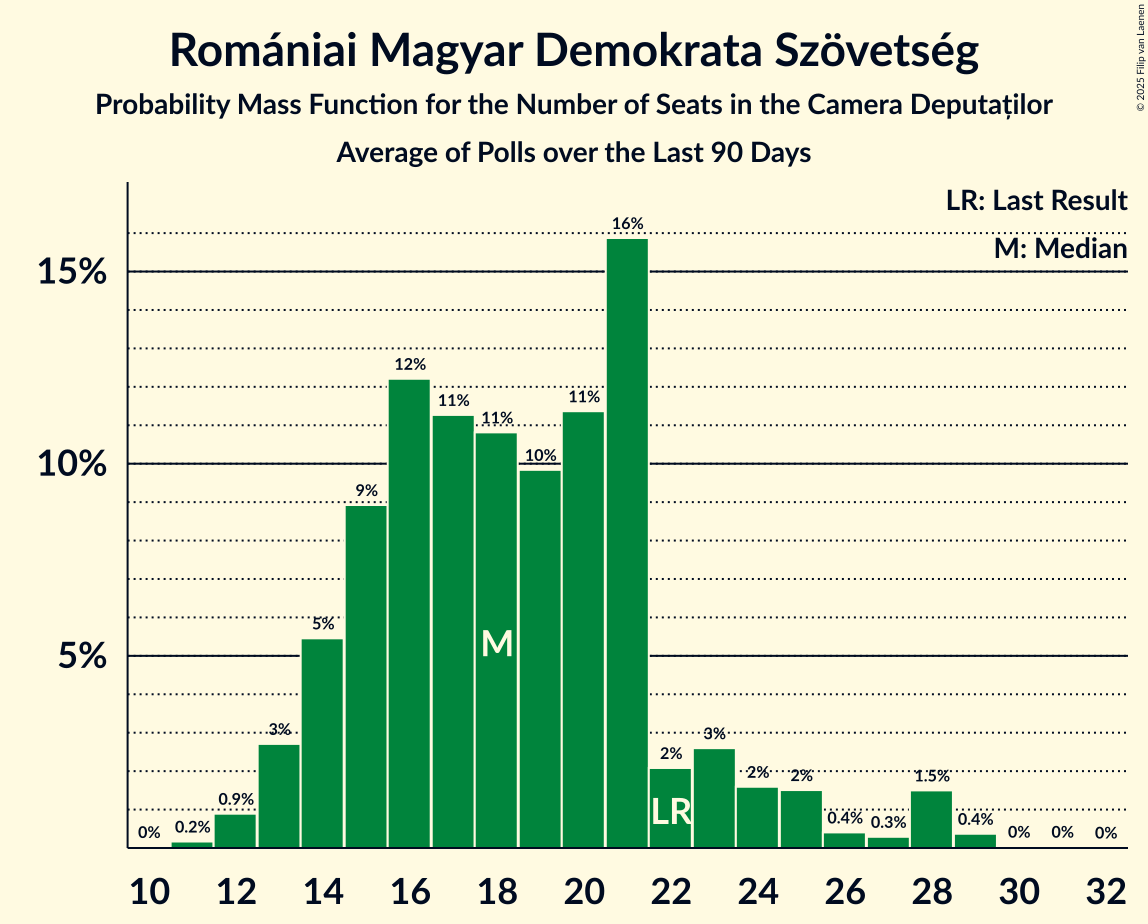 Romániai Magyar Demokrata Szövetség
Probability Mass Function for the Number of Seats in the Camera Deputaților
Average of Polls over the Last 90 Days
© 2025 Filip van Laenen
LR: Last Result
M: Median
15%
10%
5%
0%
0.2%
0.9%
3%
5%
9%
12%
11%
11%
10%
11%
16%
2%
3%
2%
2%
0.4%
0.3%
1.5%
0.4%
0%
0%
0%
M
LR
10 12 14 16 18 20 22 24 26 28 30 32